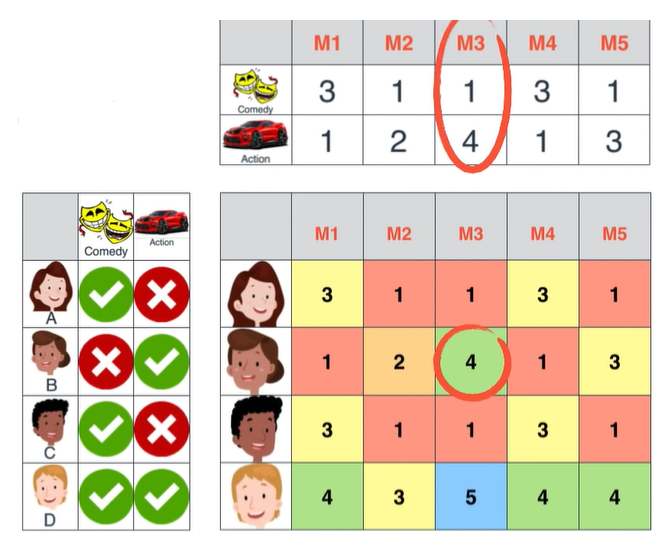 M1 M2 M3 M4 M5
Comedy 3 1 1 3 1
Action 1 2 4 1 3
Comedy Action
M1 M2 M3 M4 M5
A
3 1 1 3 1
B
1 2 4 1 3
C
3 1 1 3 1
D
4 3 5 4 4